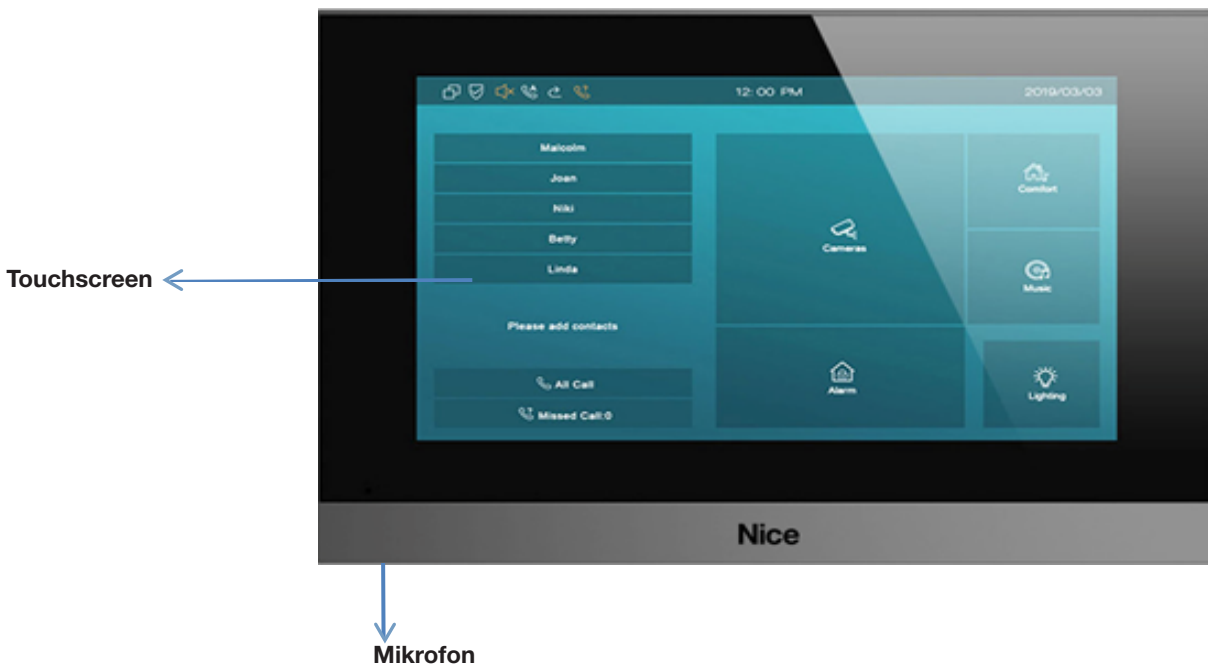 12:00 PM
2019/03/03
Malcolm
Joan
Niki
Betty
Linda
Please add contacts
All Call
Missed Call:0
Cameras
Alarm
Comfort
Music
Lighting
Touchscreen
Nice
Mikrofon